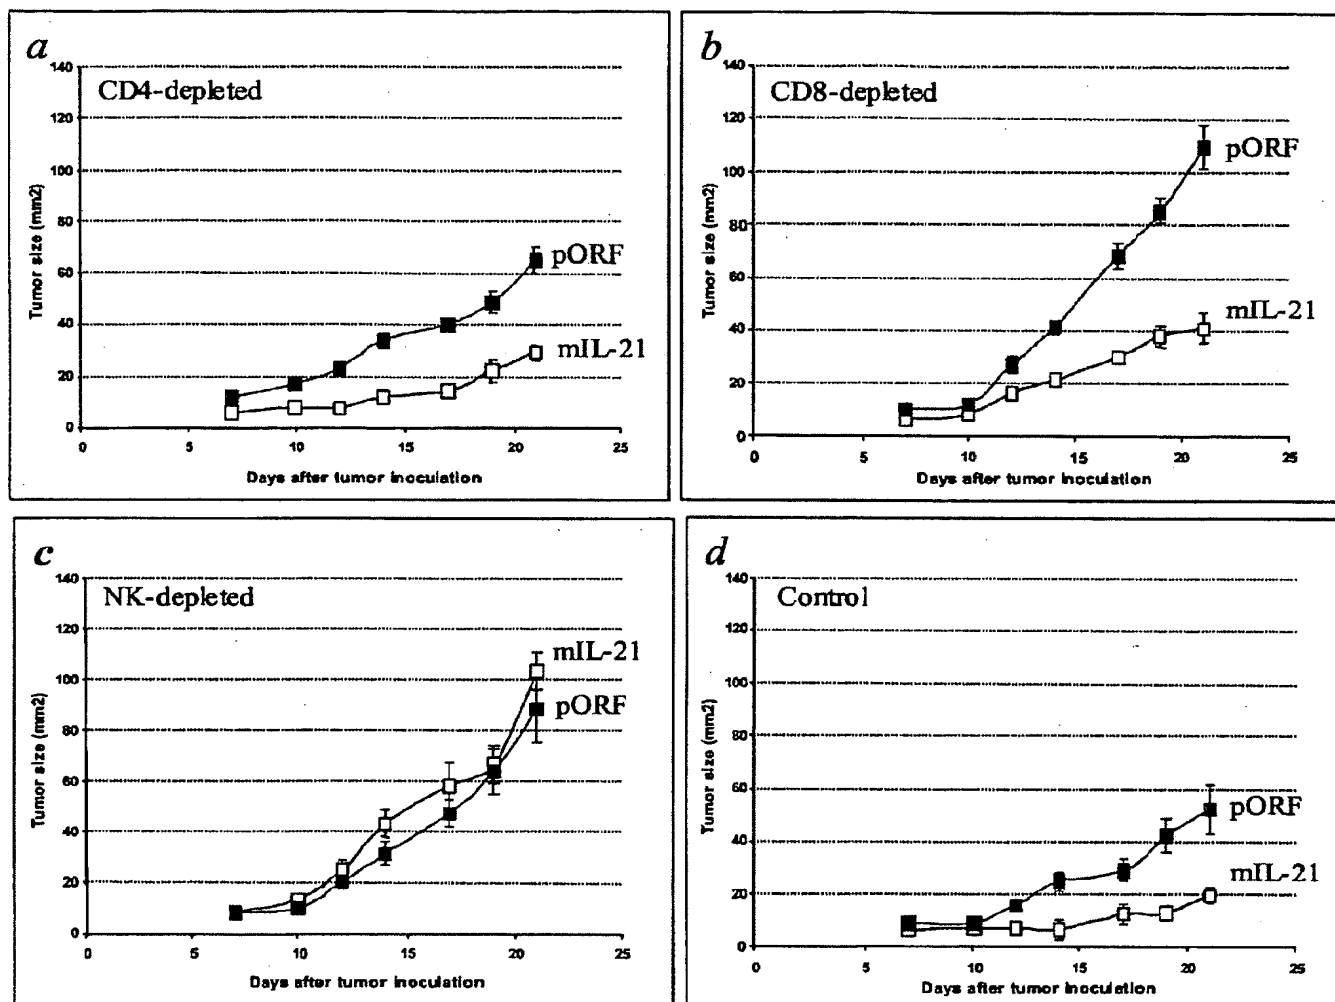 a
CD4-depleted
140
120
100
80
60
40
20
0
Tumor size (mm2)
pORF
mIL-21
0 5 10 15 20 25
Days after tumor inoculation
b
CD8-depleted
140
120
100
80
60
40
20
0
Tumor size (mm2)
pORF
mIL-21
0 5 10 15 20 25
Days after tumor inoculation
c
NK-depleted
140
120
100
80
60
40
20
0
Tumor size (mm2)
mIL-21
pORF
0 5 10 15 20 25
Days after tumor inoculation
d
Control
140
120
100
80
60
40
20
0
Tumor size (mm2)
pORF
mIL-21
0 5 10 15 20 25
Days after tumor inoculation